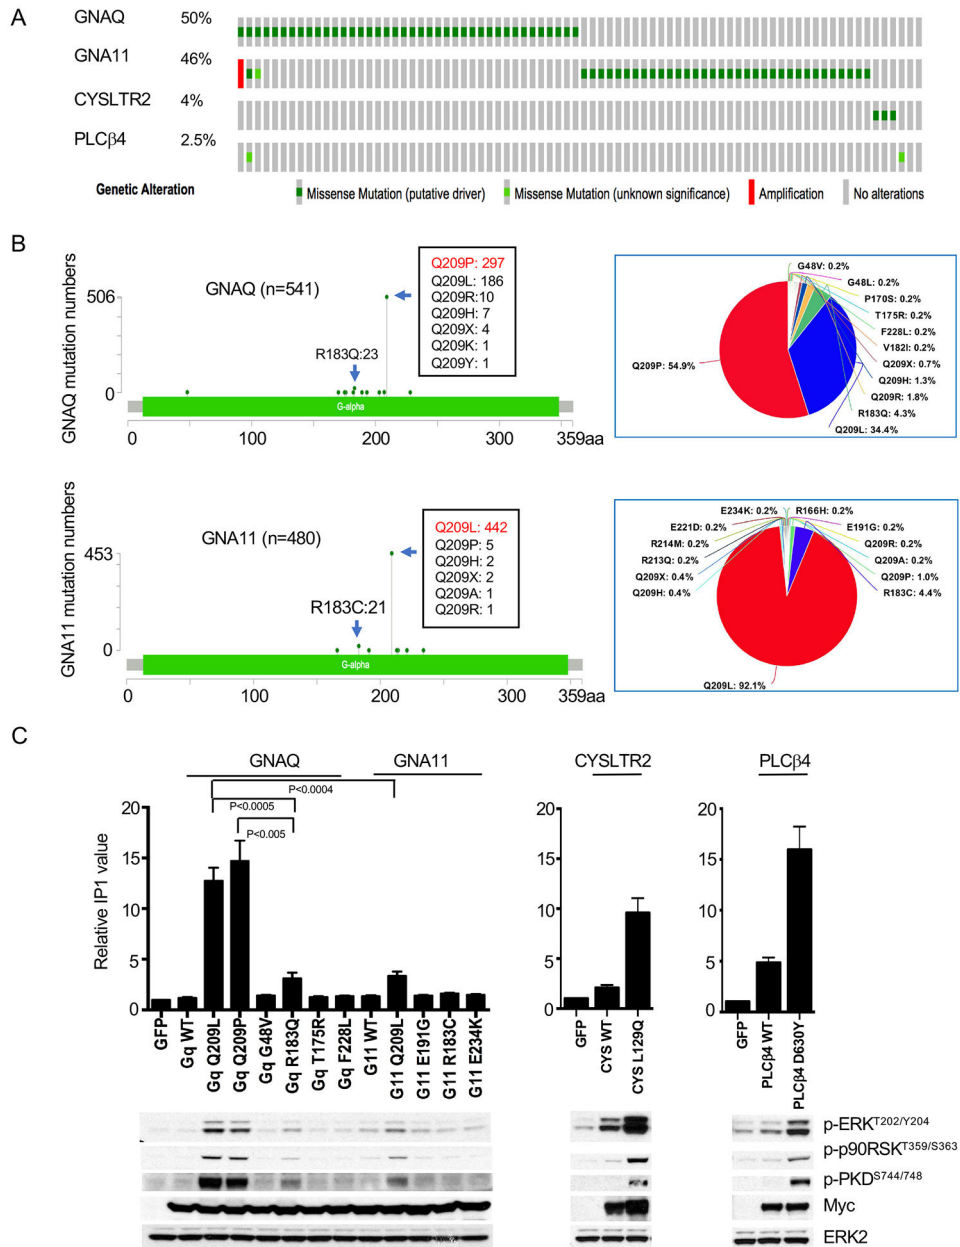 A
GNAQ 50%
GNA11 46%
CYSLTR2 4%
PLCβ4 2.5%
Genetic Alteration Missense Mutation (putative driver) Missense Mutation (unknown significance) Amplification No alterations
B
GNAQ mutation numbers
506
0
GNAQ (n=541)
R183Q:23
Q209P: 297
Q209L: 186
Q209R:10
Q209H: 7
Q209X: 4
Q209K: 1
Q209Y: 1
G-alpha
0 100 200 300 359aa
Q209P: 54.9%
G48V: 0.2%
G48L: 0.2%
P170S: 0.2%
T175R: 0.2%
F228L: 0.2%
V182I: 0.2%
Q209X: 0.7%
Q209H: 1.3%
Q209R: 1.8%
R183Q: 4.3%
Q209L: 34.4%
GNA11 mutation numbers
453
0
GNA11 (n=480)
R183C:21
Q209L: 442
Q209P: 5
Q209H: 2
Q209X: 2
Q209A: 1
Q209R: 1
G-alpha
0 100 200 300 359aa
E234K: 0.2%
E221D: 0.2%
R214M: 0.2%
R213Q: 0.2%
Q209X: 0.4%
Q209H: 0.4%
R166H: 0.2%
E191G: 0.2%
Q209R: 0.2%
Q209A: 0.2%
Q209P: 1.0%
R183C: 4.4%
Q209L: 92.1%
C
GNAQ GNA11
P<0.0004
P<0.0005
P<0.005
Relative IP1 value
20
15
10
5
0
GFP
Gq WT
Gq Q209L
Gq Q209P
Gq G48V
Gq R183Q
Gq T175R
Gq F228L
G11 WT
G11 Q209L
G11 E191G
G11 R183C
G11 E234K
CYSLTR2
20
15
10
5
0
GFP
CYS WT
CYS L129Q
PLCβ4
20
15
10
5
0
GFP
PLCβ4 WT
PLCβ4 D630Y
p-ERK T202/Y204
p-p90RSK T359/S363
p-PKD S744/748
Myc
ERK2